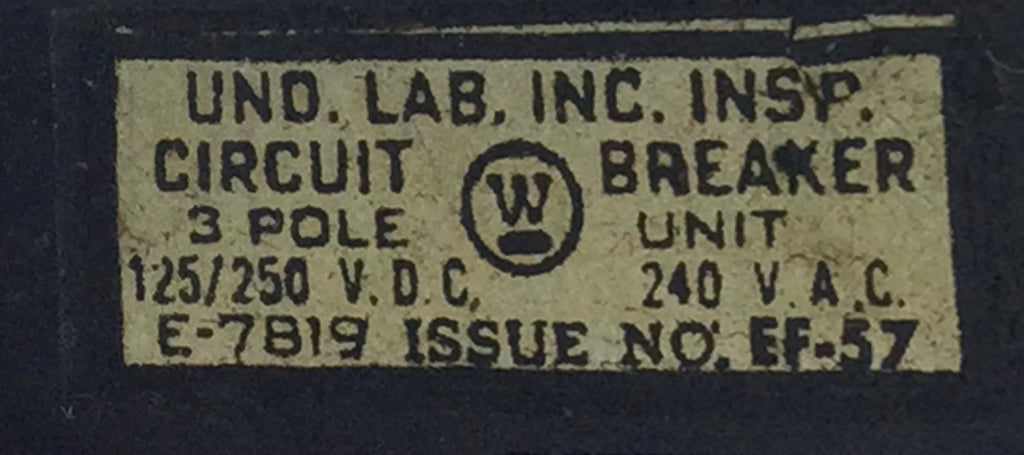 UND. LAB. INC. INSP.
CIRCUIT W BREAKER
3 POLE UNIT
125/250 V.D.C. 240 V.A.C.
E-7819 ISSUE NO. EF-57